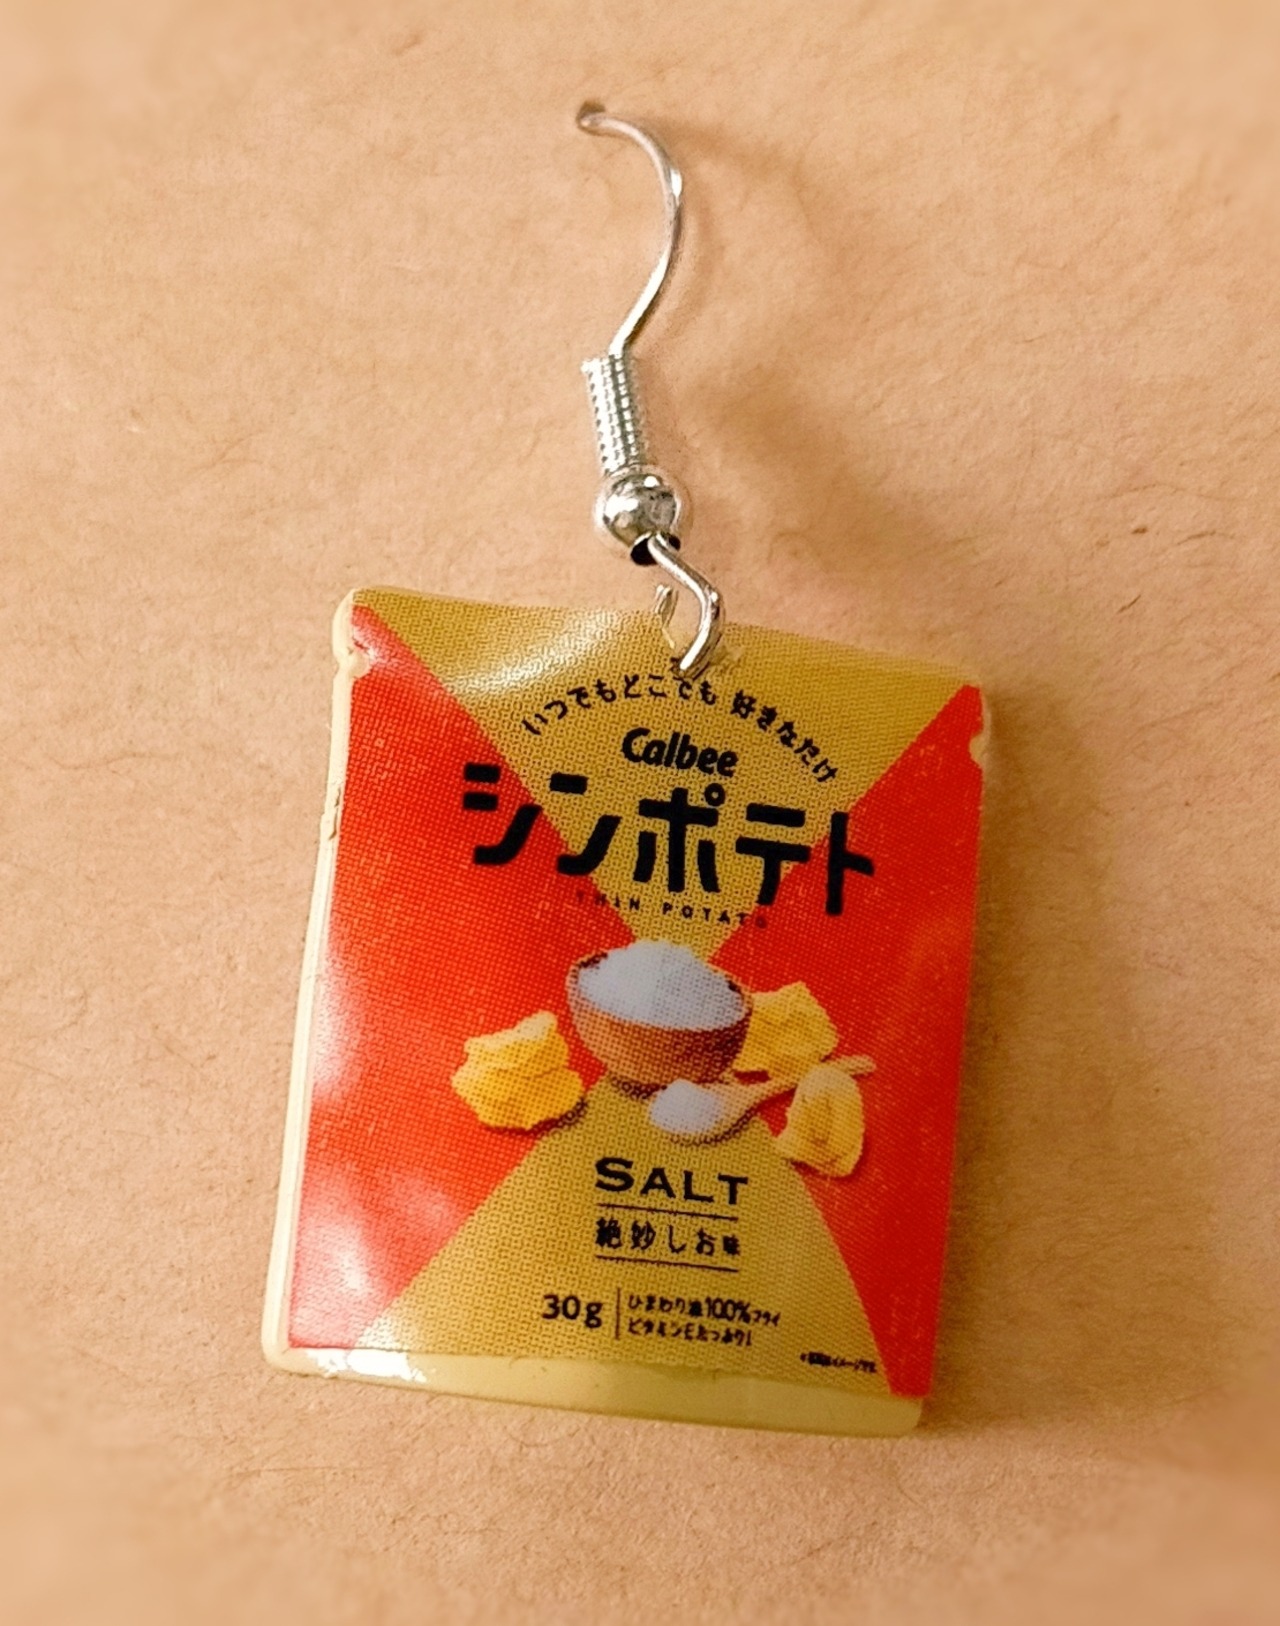 いつでもどこでも 好きなだけ
Calbee
シンポテト
THIN POTATO
SALT
絶妙しお味
30g
ひまわり油100%フライ
ビタミンEたっぷり!